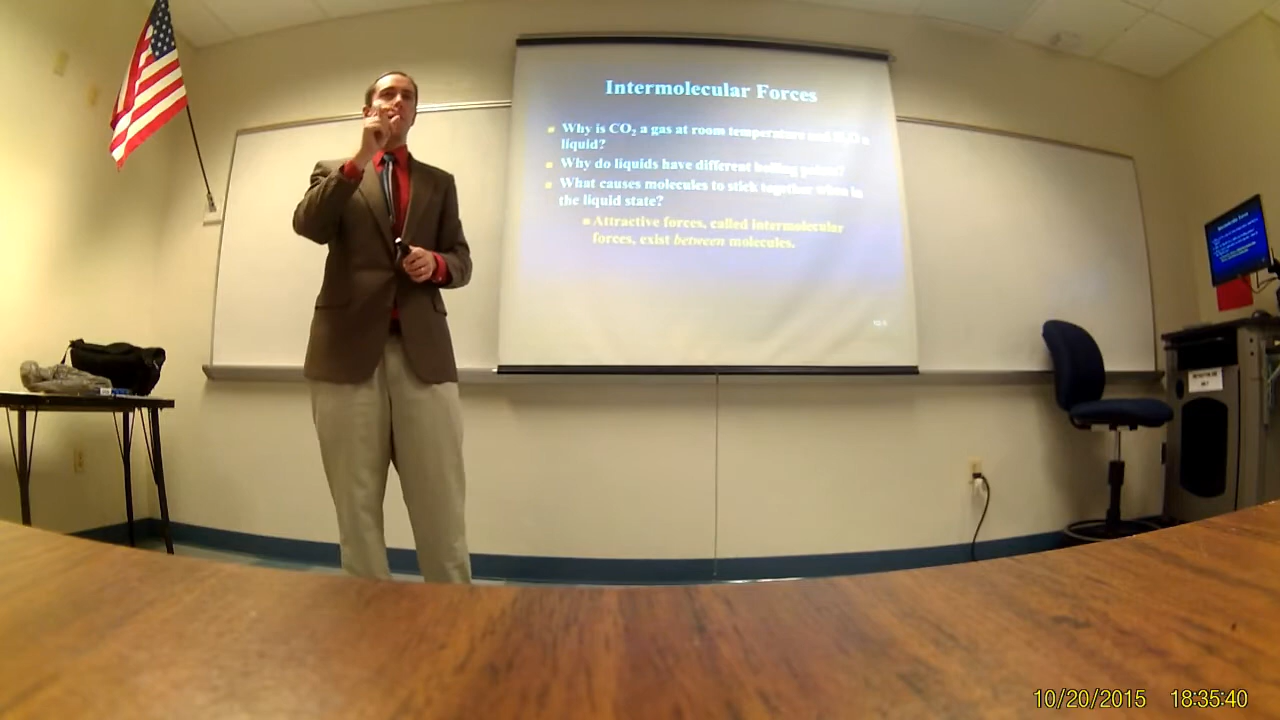 Intermolecular Forces
Why is CO₂ a gas at room temperature and H₂O a
liquid?
Why do liquids have different boiling points?
What causes molecules to stick together when in
the liquid state?
Attractive forces, called intermolecular
forces, exist between molecules.
10/20/2015 18:35:40